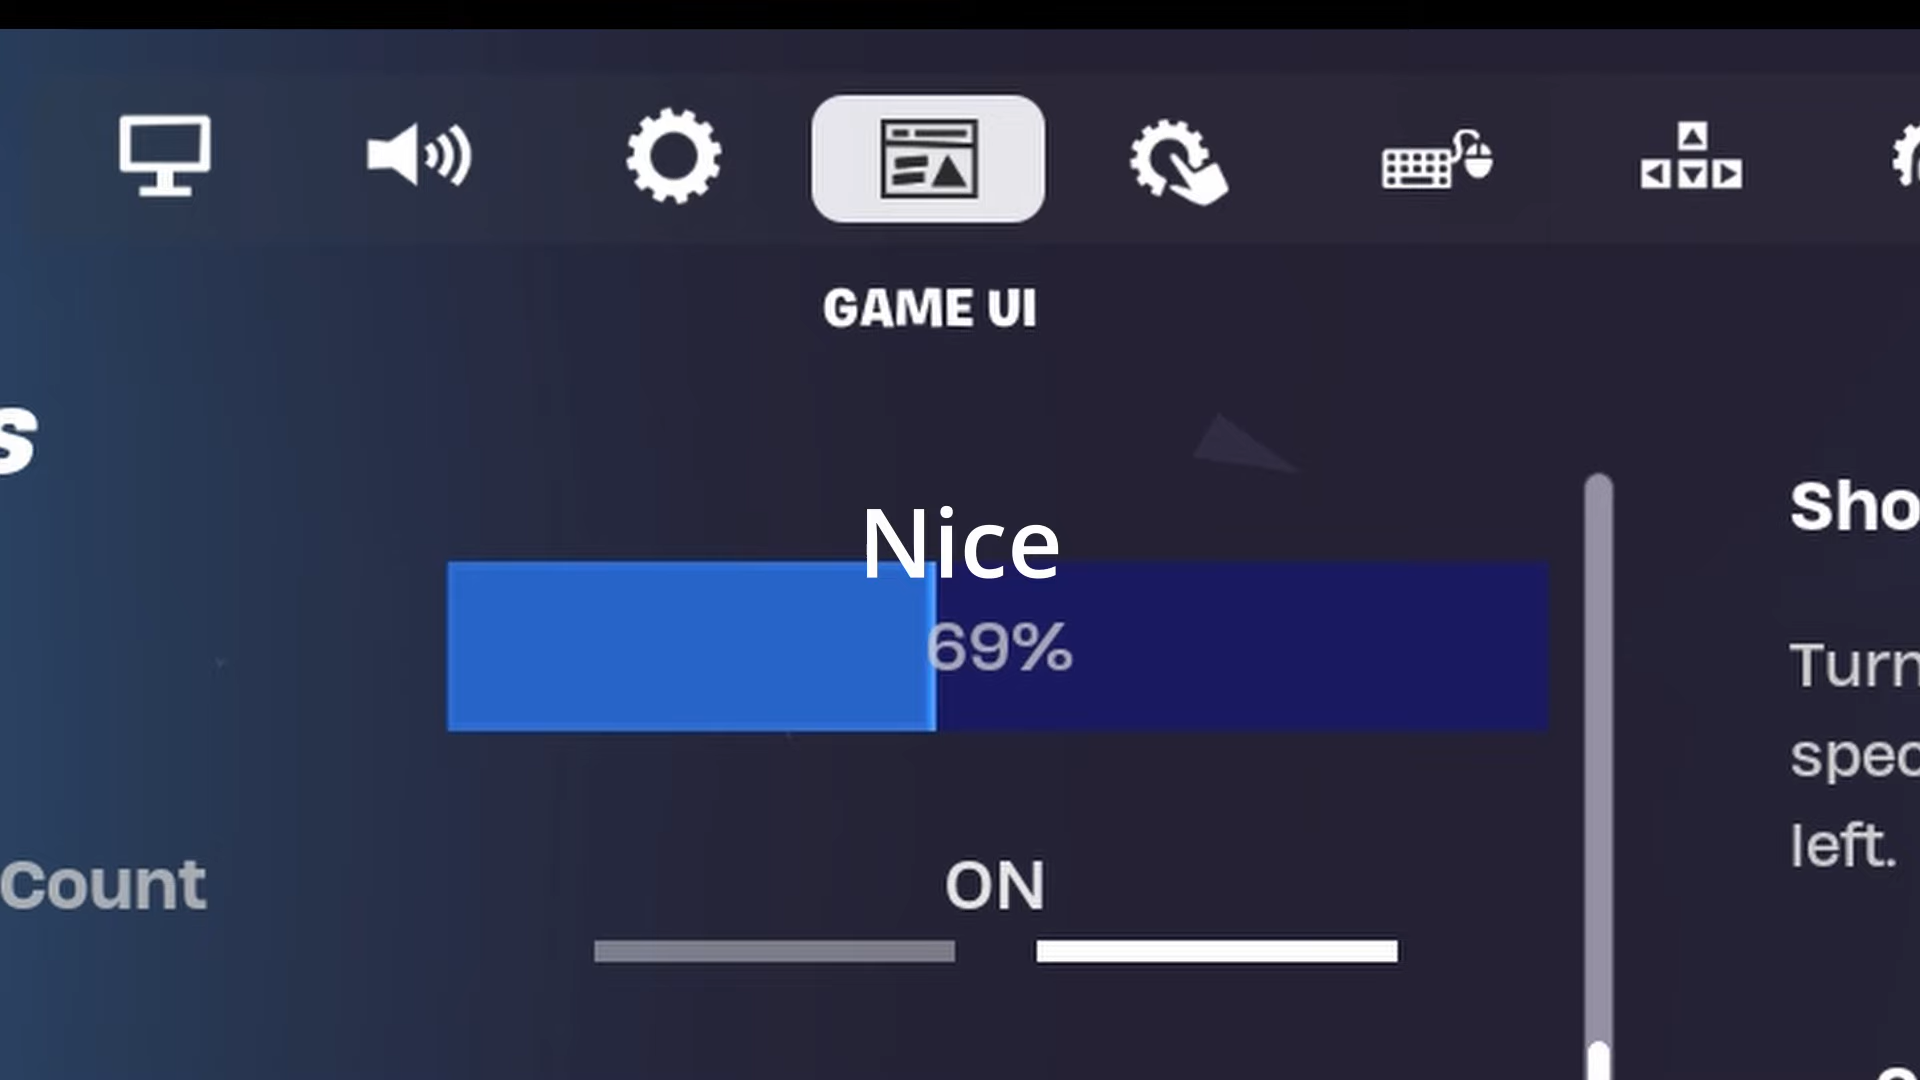 GAME UI
s
Nice
69%
Count
ON
Sho
Turn
spec
left.